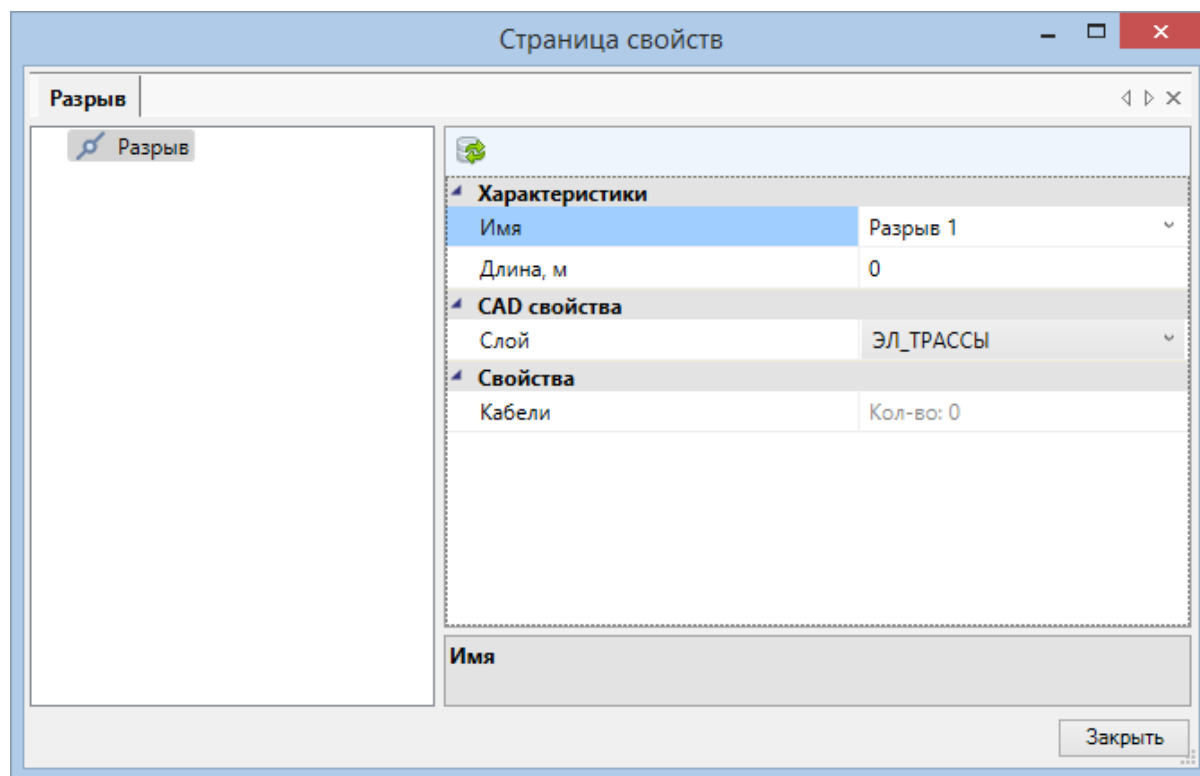 Страница свойств
Разрыв
Разрыв
Характеристики
Имя Разрыв 1
Длина, м 0
CAD свойства
Слой ЭЛ_ТРАССЫ
Свойства
Кабели Кол-во: 0
Имя
Закрыть